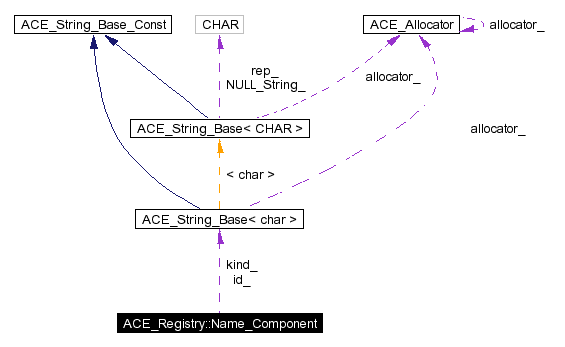 ACE_String_Base_Const
CHAR
ACE_Allocator
allocator_
rep_
NULL_String_
allocator_
ACE_String_Base< CHAR >
allocator_
< char >
ACE_String_Base< char >
kind_
id_
ACE_Registry::Name_Component